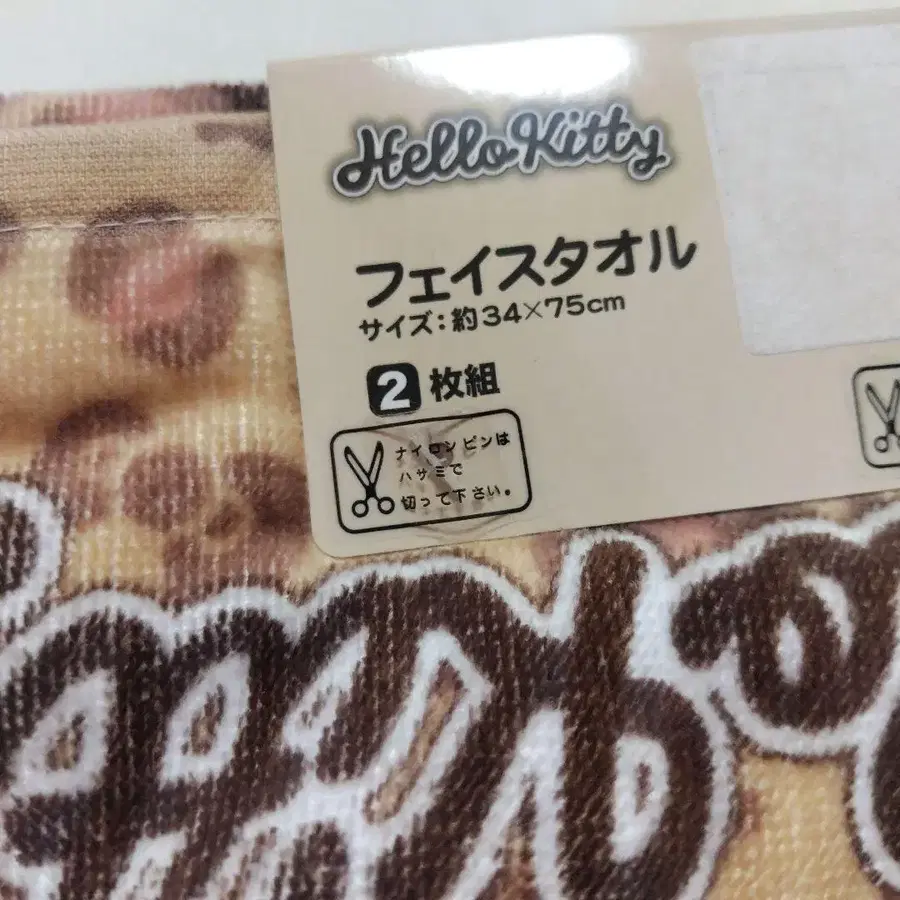 Hello Kitty
フェイスタオル
サイズ:約34×75cm
2枚組
ナイロンピンは
ハサミで
切って下さい。